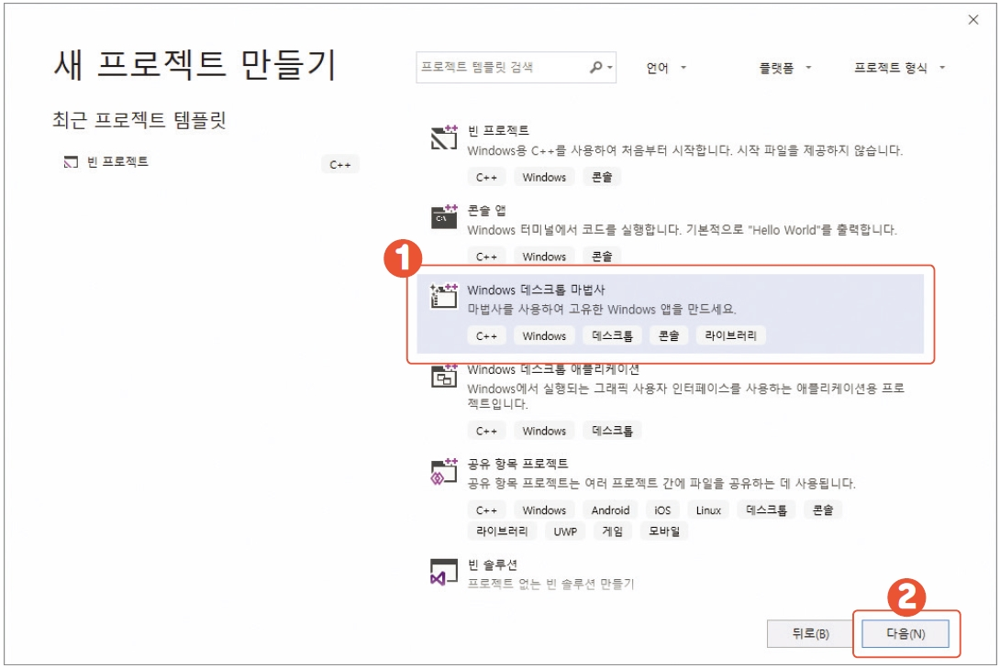 새 프로젝트 만들기
프로젝트 템플릿 검색
언어
플랫폼
프로젝트 형식
최근 프로젝트 템플릿
빈 프로젝트 C++
빈 프로젝트
Windows용 C++를 사용하여 처음부터 시작합니다. 시작 파일을 제공하지 않습니다.
C++ Windows 콘솔
콘솔 앱
Windows 터미널에서 코드를 실행합니다. 기본적으로 "Hello World"를 출력합니다.
C++ Windows 콘솔
1
Windows 데스크톱 마법사
마법사를 사용하여 고유한 Windows 앱을 만드세요.
C++ Windows 데스크톱 콘솔 라이브러리
Windows 데스크톱 애플리케이션
Windows에서 실행되는 그래픽 사용자 인터페이스를 사용하는 애플리케이션용 프로
젝트입니다.
C++ Windows 데스크톱
공유 항목 프로젝트
공유 항목 프로젝트는 여러 프로젝트 간에 파일을 공유하는 데 사용됩니다.
C++ Windows Android iOS Linux 데스크톱 콘솔
라이브러리 UWP 게임 모바일
빈 솔루션
프로젝트 없는 빈 솔루션 만들기
2
뒤로(B)
다음(N)